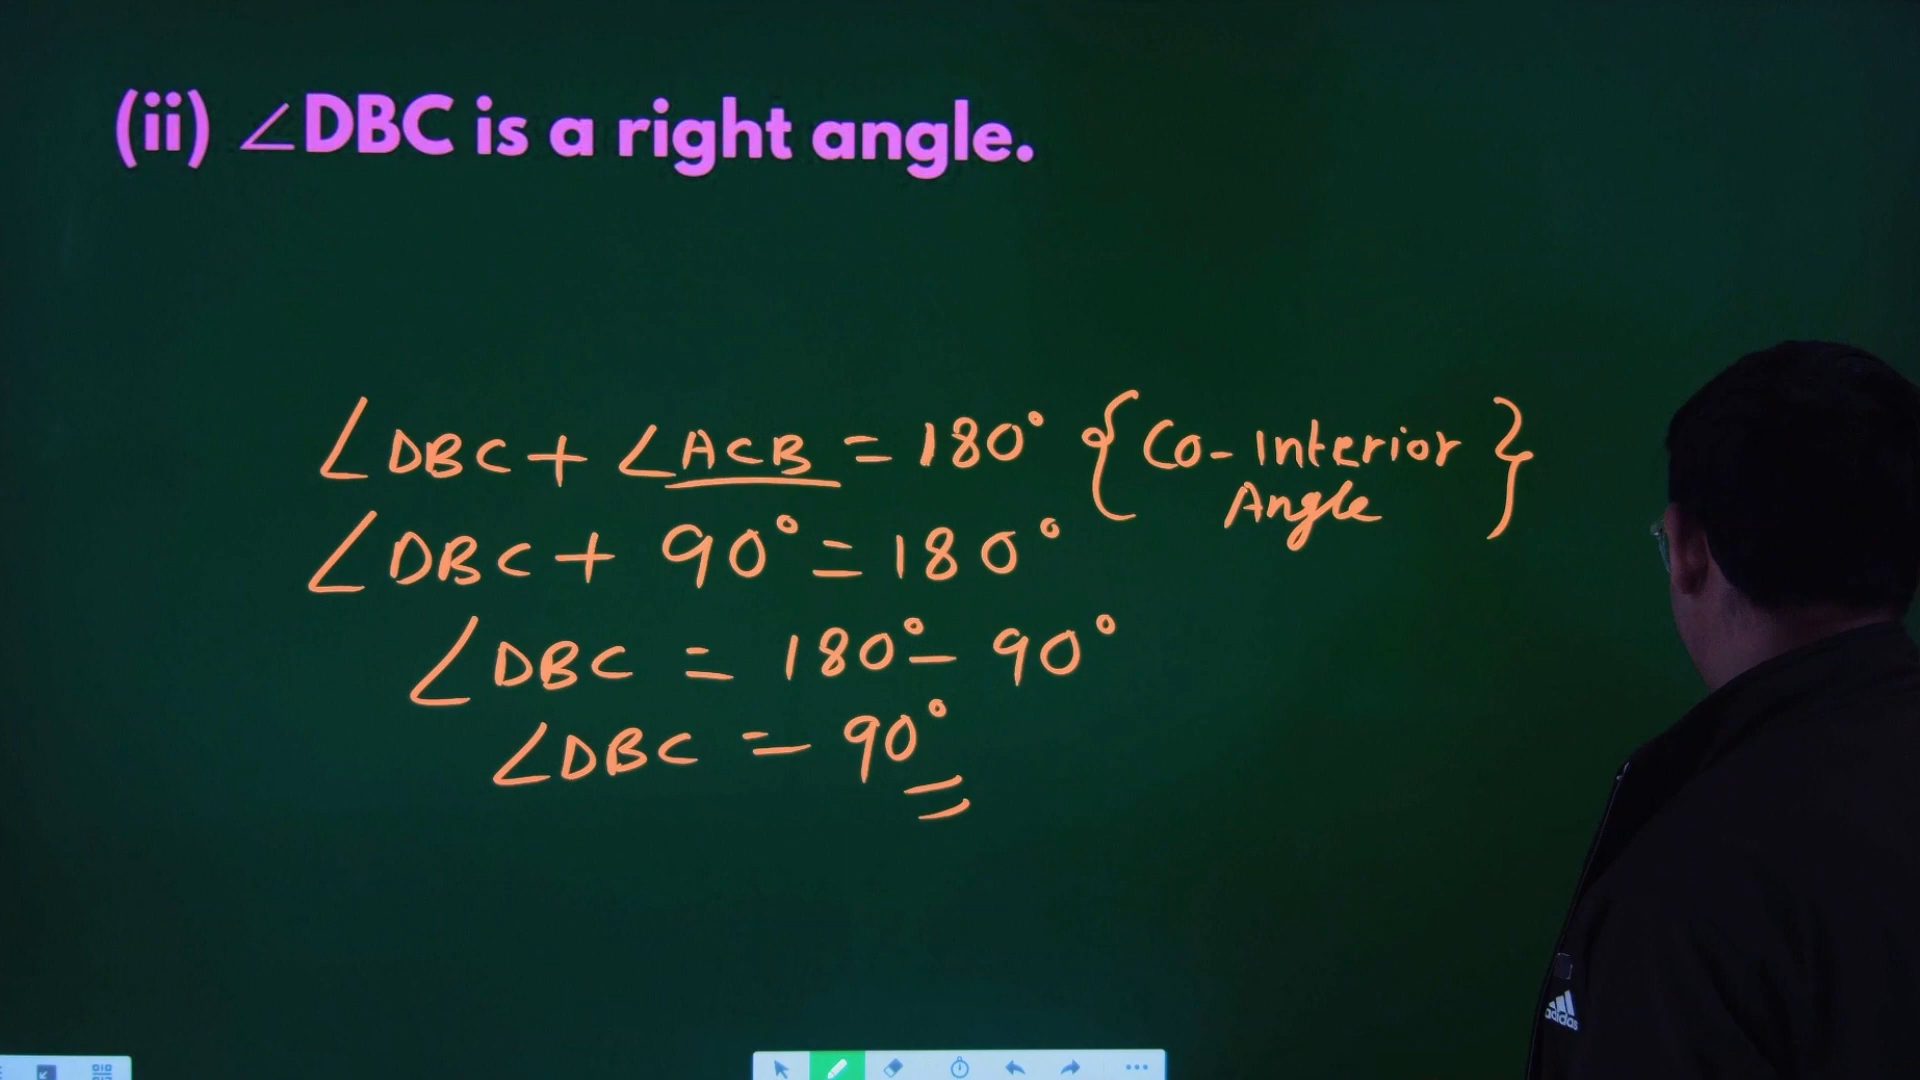 (ii) ∠DBC is a right angle.
∠DBC + ∠ACB = 180° { Co-Interior Angle }
∠DBC + 90° = 180°
∠DBC = 180° - 90°
∠DBC = 90°
adidas